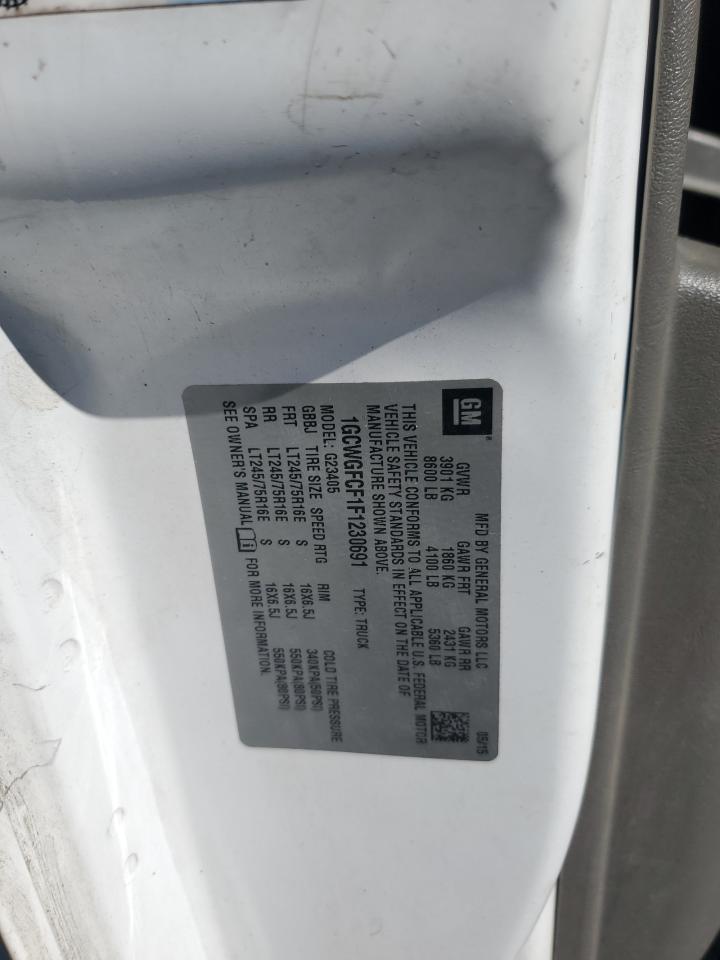 GM
MFD BY GENERAL MOTORS LLC 05/15
GVWR GAWR FRT GAWR RR
3901 KG 1860 KG 2431 KG
8600 LB 4100 LB 5360 LB
THIS VEHICLE CONFORMS TO ALL APPLICABLE U.S. FEDERAL MOTOR
VEHICLE SAFETY STANDARDS IN EFFECT ON THE DATE OF
MANUFACTURE SHOWN ABOVE.
1GCWGFCF1F1230691 TYPE: TRUCK
MODEL: G23405
GBBJ TIRE SIZE SPEED RTG RIM COLD TIRE PRESSURE
FRT LT245/75R16E S 16X6.5J 340KPA(50PSI)
RR LT245/75R16E S 16X6.5J 550KPA(80PSI)
SPA LT245/75R16E S 16X6.5J 550KPA(80PSI)
SEE OWNER'S MANUAL FOR MORE INFORMATION.